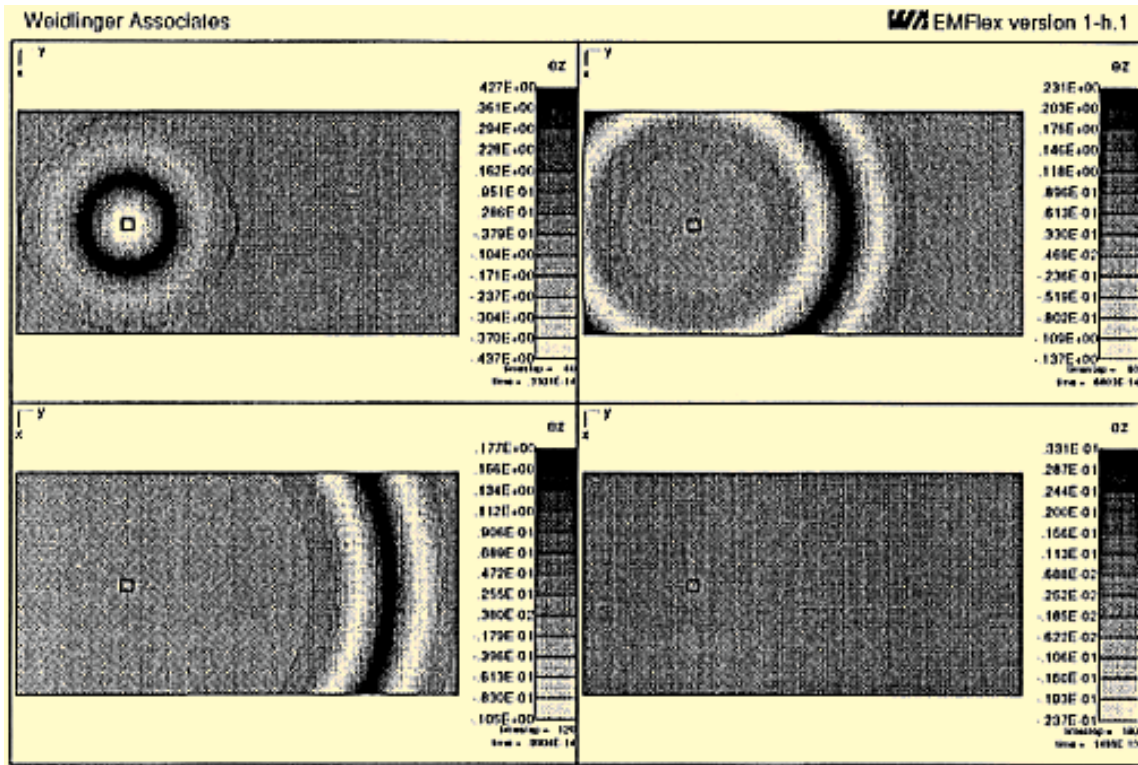 Weidlinger Associates
EMFlex version 1-h.1
y
ez
.427E+00
.361E+00
.294E+00
.228E+00
.162E+00
.951E-01
.286E-01
-.379E-01
-.104E+00
-.171E+00
-.237E+00
-.304E+00
-.370E+00
-.437E+00
y
ez
.231E+00
.203E+00
.175E+00
.146E+00
.118E+00
.896E-01
.613E-01
.330E-01
.469E-02
-.236E-01
-.519E-01
-.802E-01
-.109E+00
-.137E+00
y
x
ez
.177E+00
.156E+00
.134E+00
.112E+00
.906E-01
.689E-01
.472E-01
.255E-01
.380E-02
-.179E-01
-.396E-01
-.613E-01
-.830E-01
-.105E+00
y
x
ez
.331E-01
.287E-01
.244E-01
.200E-01
.156E-01
.113E-01
.688E-02
.252E-02
-.185E-02
-.622E-02
-.106E-01
-.150E-01
-.193E-01
-.237E-01